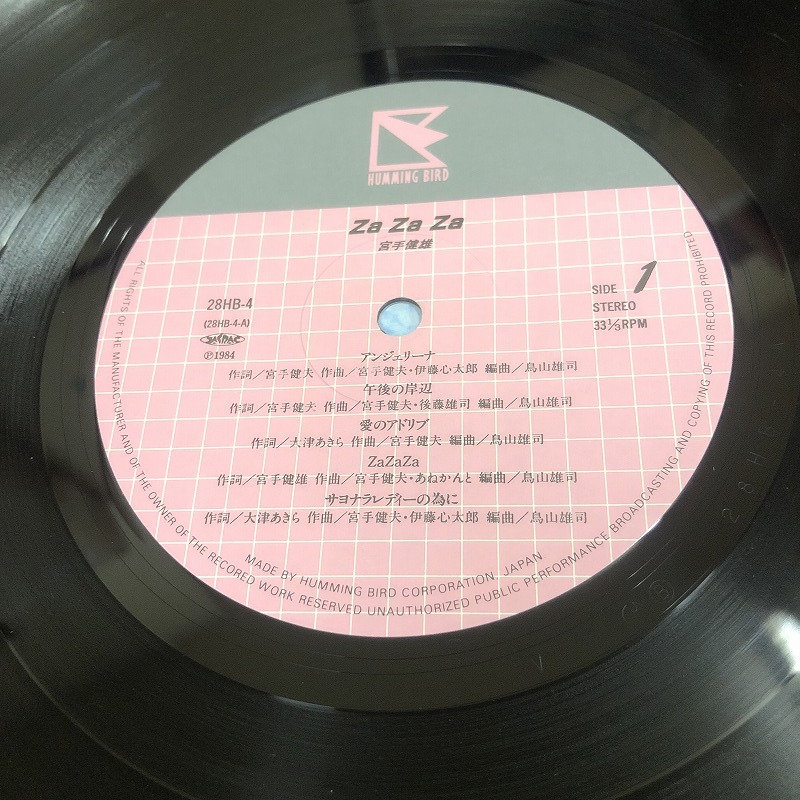 HUMMING BIRD
Za Za Za
宮手健雄
28HB-4
(28HB-4-A)
℗1984
SIDE 1
STEREO
33 1/3 RPM
アンジェリーナ
作詞/宮手健夫 作曲/宮手健夫・伊藤心太郎 編曲/鳥山雄司
午後の岸辺
作詞/宮手健夫 作曲/宮手健夫・後藤雄司 編曲/鳥山雄司
愛のアドリブ
作詞/大津あきら 作曲/宮手健夫 編曲/鳥山雄司
ZaZaZa
作詞/宮手健雄 作曲/宮手健夫・あねかんと 編曲/鳥山雄司
サヨナラレディーの為に
作詞/大津あきら 作曲/宮手健夫・伊藤心太郎 編曲/鳥山雄司
MADE BY HUMMING BIRD CORPORATION, JAPAN
ALL RIGHTS OF THE MANUFACTURER AND OF THE OWNER OF THE RECORED WORK RESERVED UNAUTHORIZED PUBLIC PERFORMANCE BROADCASTING AND COPYING OF THIS RECORD PROHIBITED